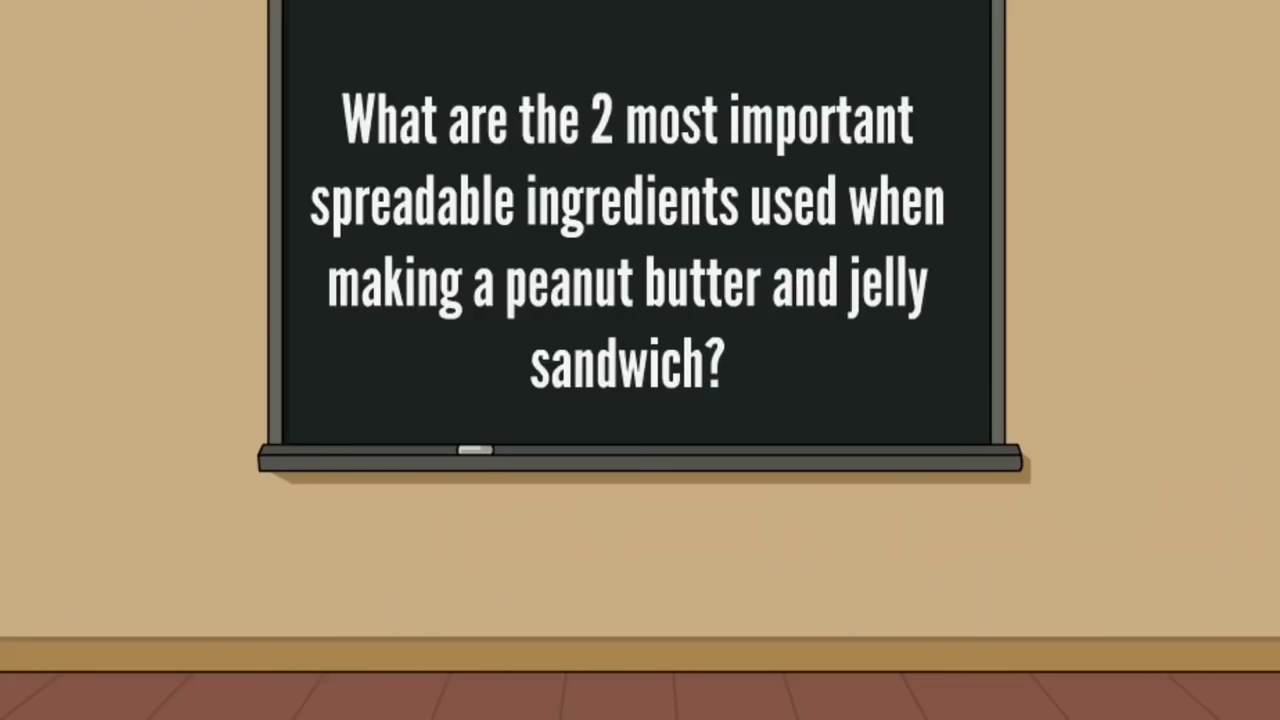 What are the 2 most important
spreadable ingredients used when
making a peanut butter and jelly
sandwich?